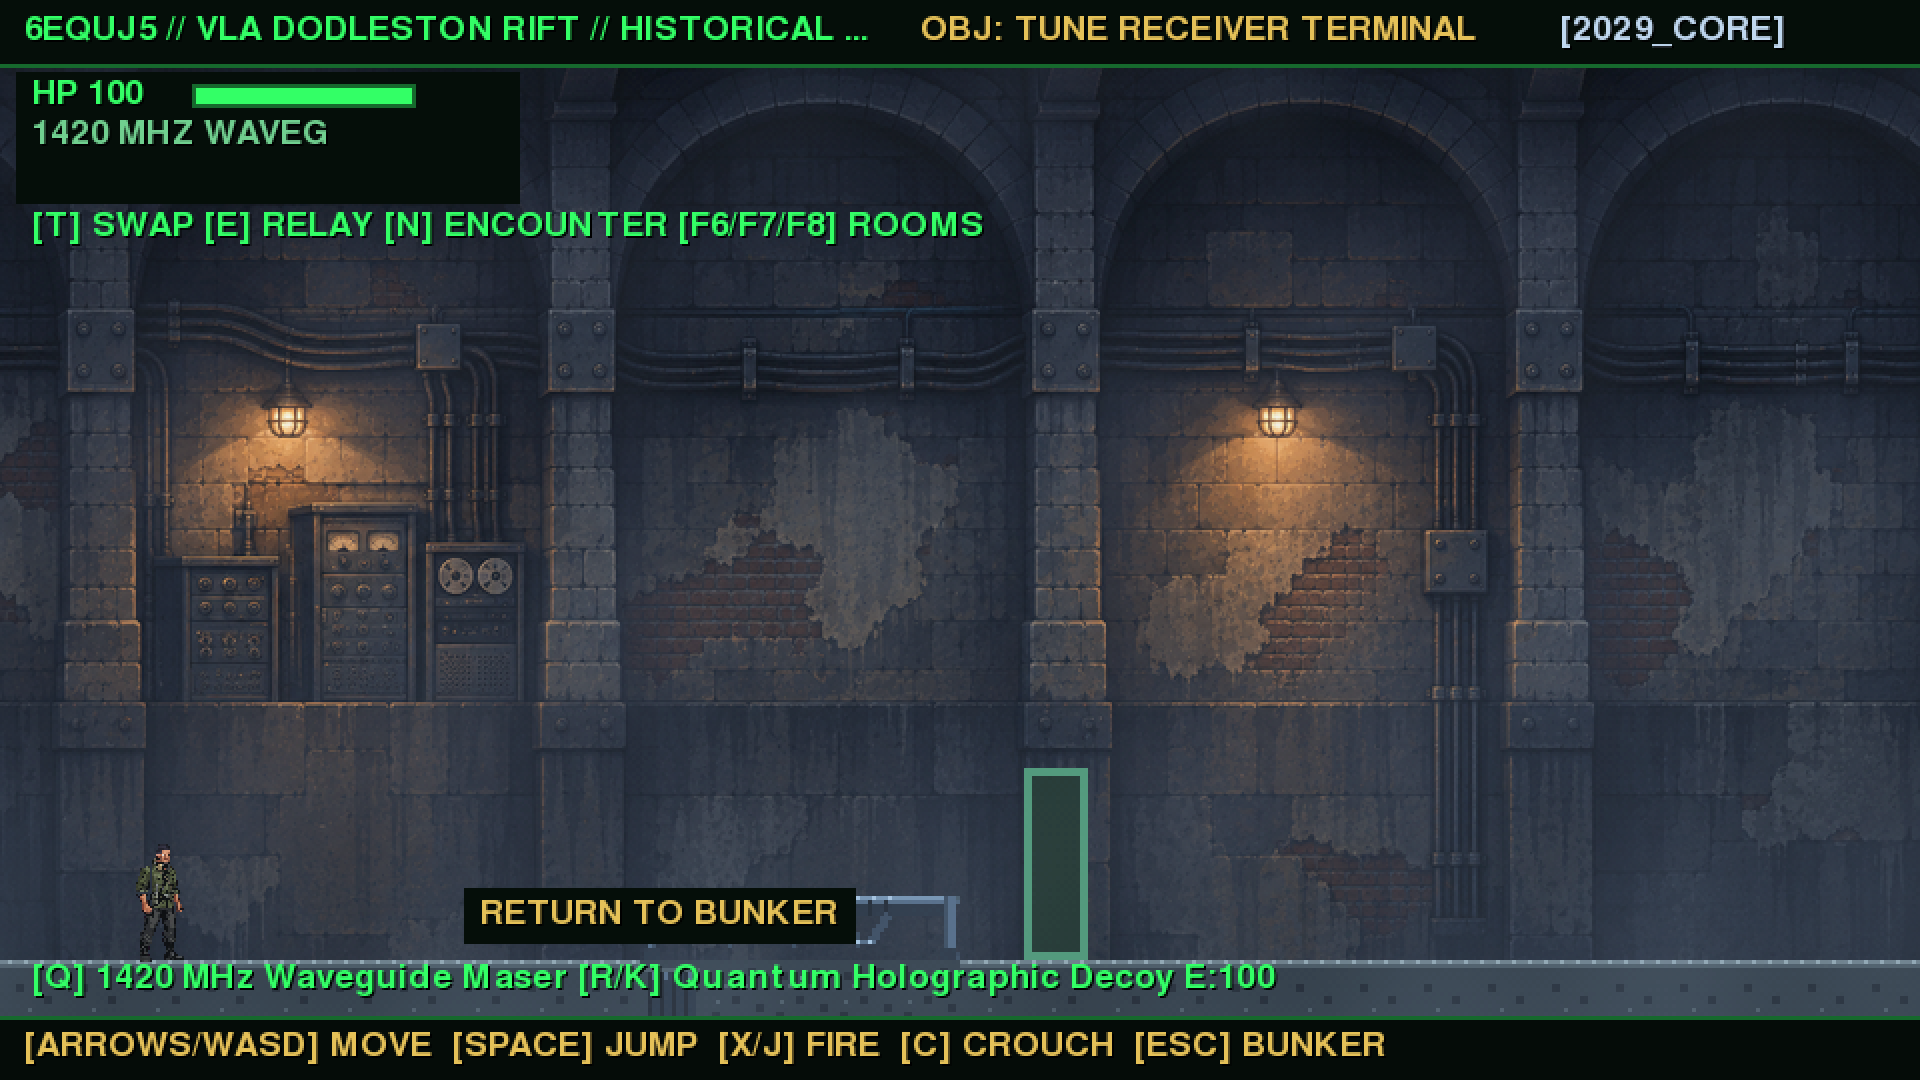 6EQUJ5 // VLA DODLESTON RIFT // HISTORICAL ... OBJ: TUNE RECEIVER TERMINAL [2029_CORE]
HP 100
1420 MHZ WAVEG
[T] SWAP [E] RELAY [N] ENCOUNTER [F6/F7/F8] ROOMS
RETURN TO BUNKER
[Q] 1420 MHz Waveguide Maser [R/K] Quantum Holographic Decoy E:100
[ARROWS/WASD] MOVE [SPACE] JUMP [X/J] FIRE [C] CROUCH [ESC] BUNKER